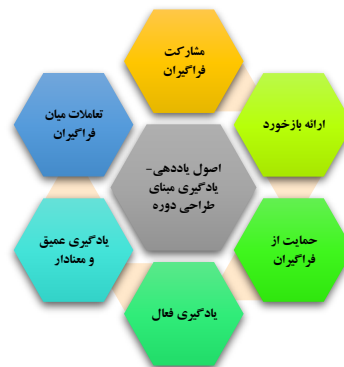 مشارکت
فراگیران
ارائه بازخورد
تعاملات میان
فراگیران
اصول یاددهی-
یادگیری مبنای
طراحی دوره
حمایت از
فراگیران
یادگیری عمیق
و معنادار
یادگیری فعال